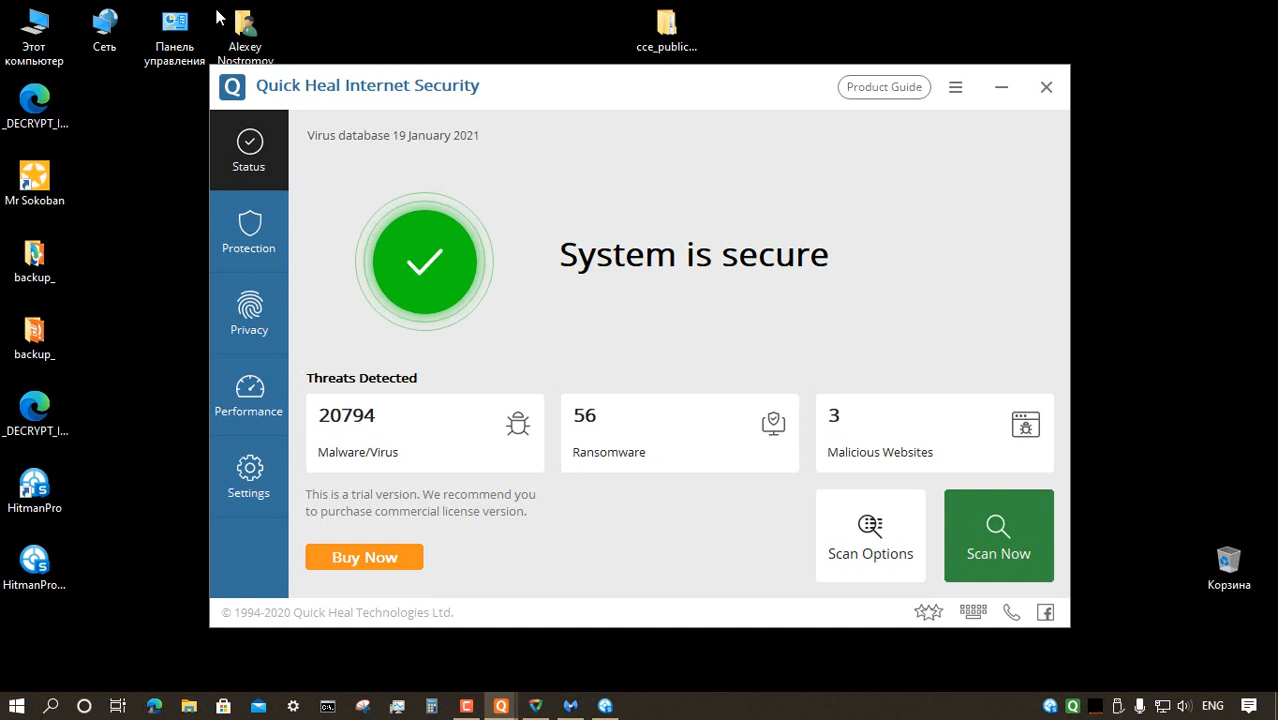 Этот
компьютер
Сеть
Панель
управления
Alexey
Nostromov
cce_public...
_DECRYPT_I...
Mr Sokoban
backup_
backup_
_DECRYPT_I...
HitmanPro
HitmanPro...
Корзина
Q Quick Heal Internet Security
Product Guide
Status
Protection
Privacy
Performance
Settings
Virus database 19 January 2021
System is secure
Threats Detected
20794
Malware/Virus
56
Ransomware
3
Malicious Websites
This is a trial version. We recommend you
to purchase commercial license version.
Buy Now
Scan Options
Scan Now
© 1994-2020 Quick Heal Technologies Ltd.
ENG